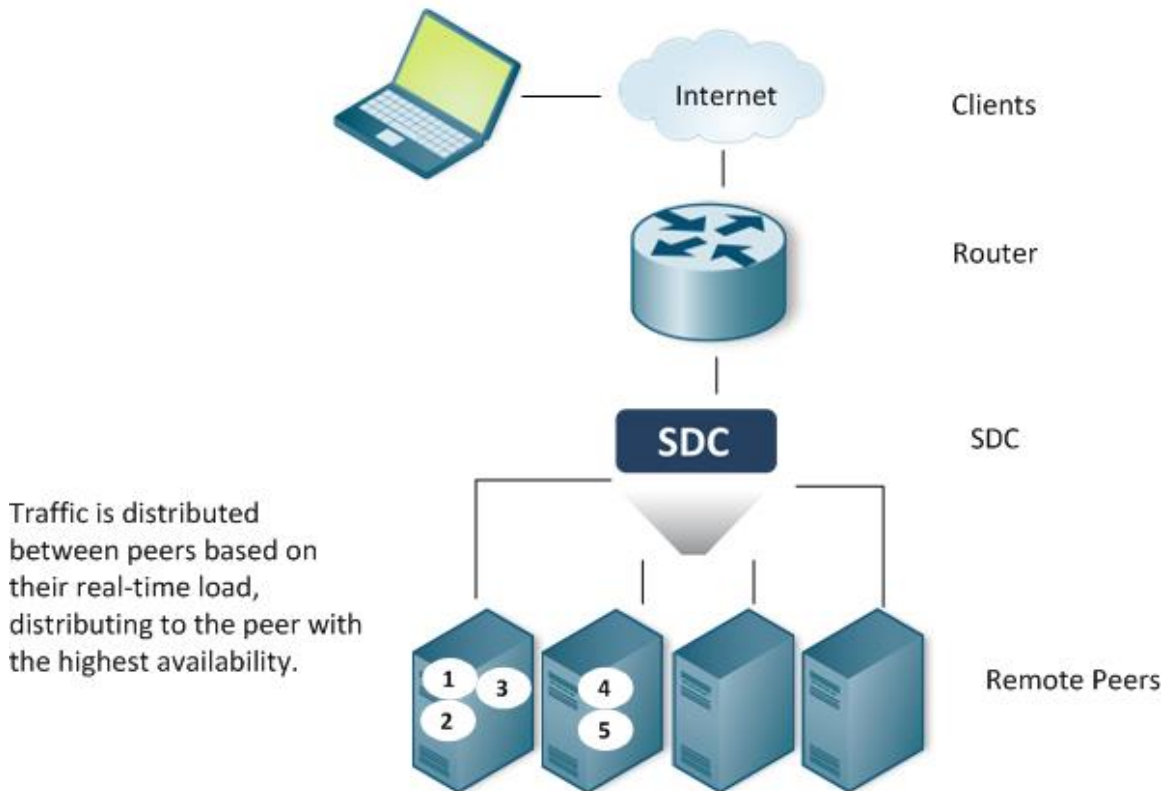 Internet
Clients
Router
SDC
SDC
Traffic is distributed
between peers based on
their real-time load,
distributing to the peer with
the highest availability.
1
3
2
4
5
Remote Peers